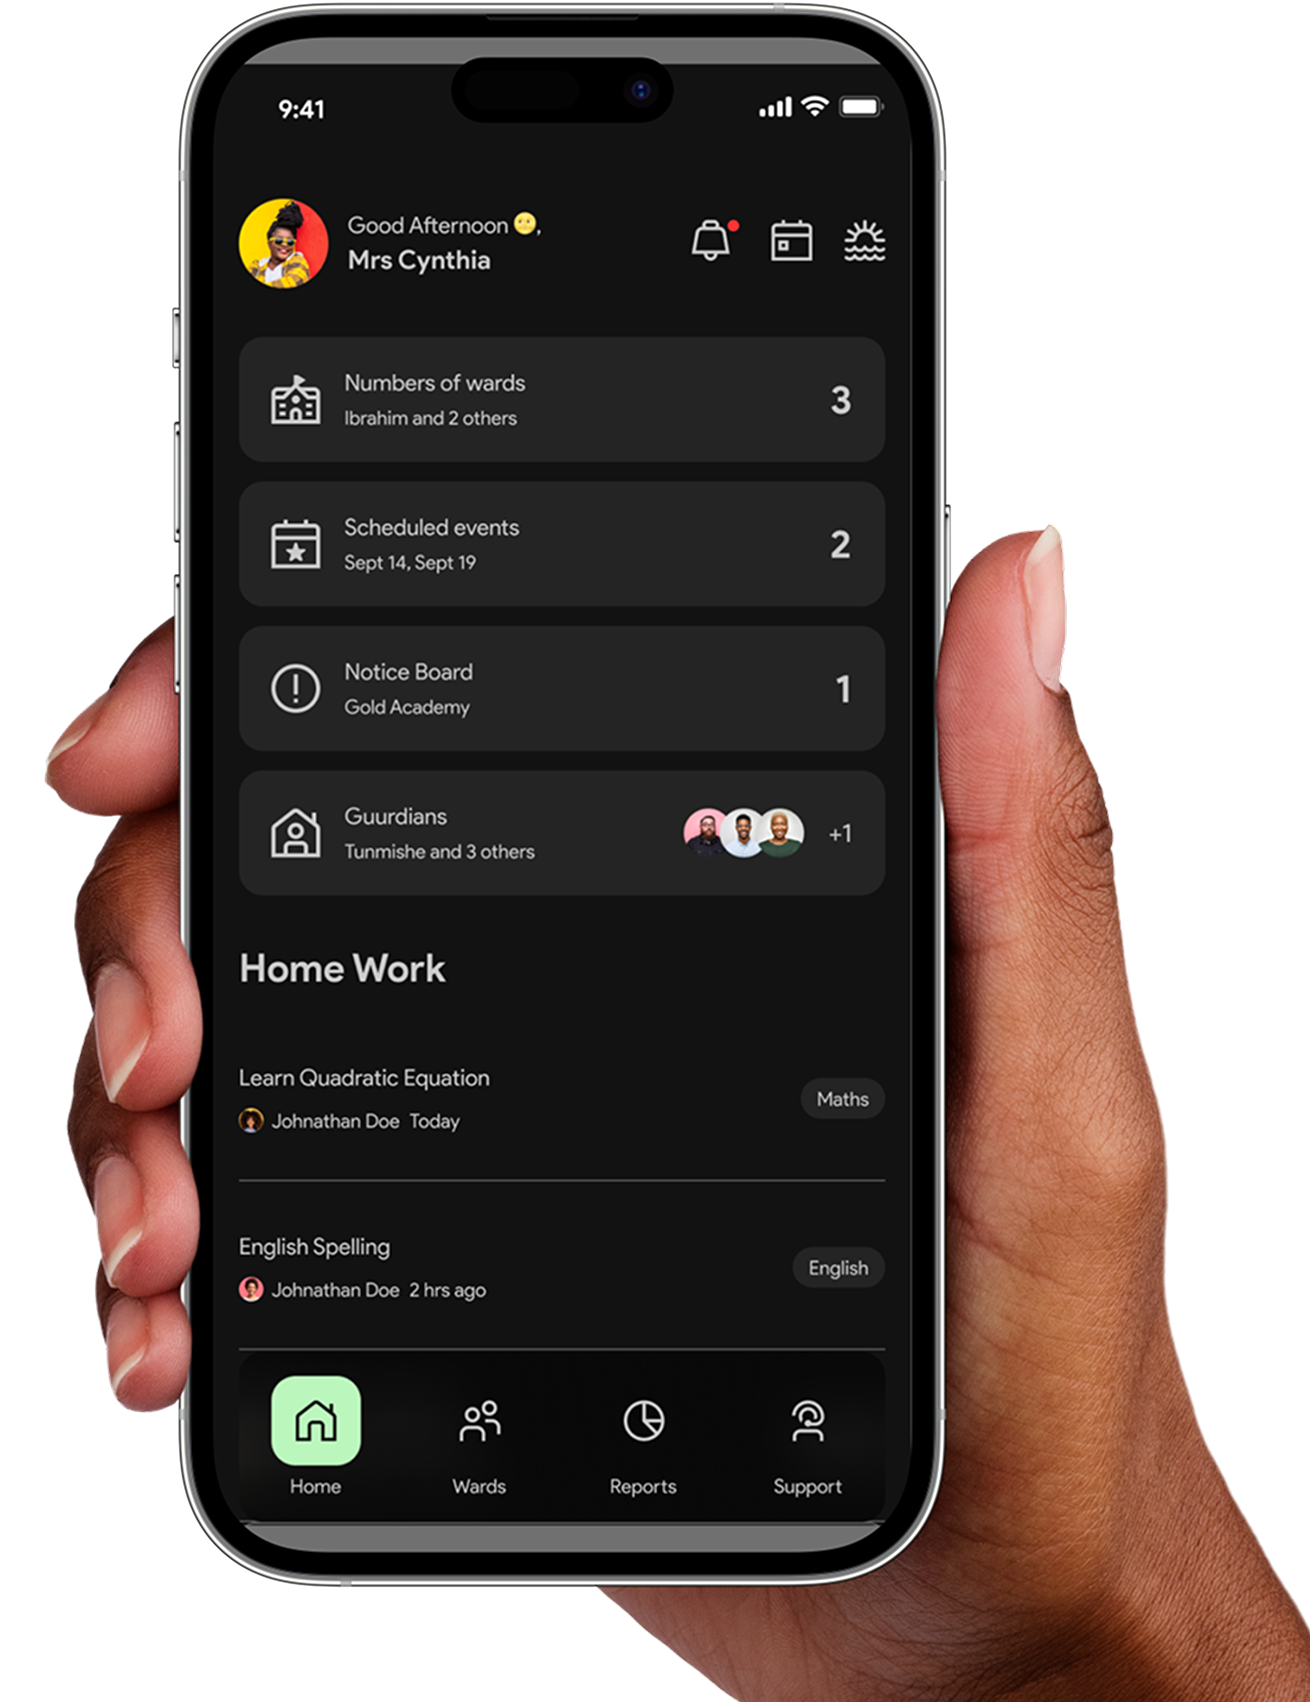 9:41
Good Afternoon 🌝,
Mrs Cynthia
Numbers of wards
Ibrahim and 2 others
3
Scheduled events
Sept 14, Sept 19
2
Notice Board
Gold Academy
1
Guurdians
Tunmishe and 3 others
+1
Home Work
Learn Quadratic Equation
Johnathan Doe Today
Maths
English Spelling
Johnathan Doe 2 hrs ago
English
Home
Wards
Reports
Support